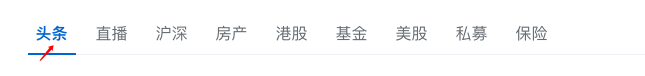 头条 直播 沪深 房产 港股 基金 美股 私募 保险